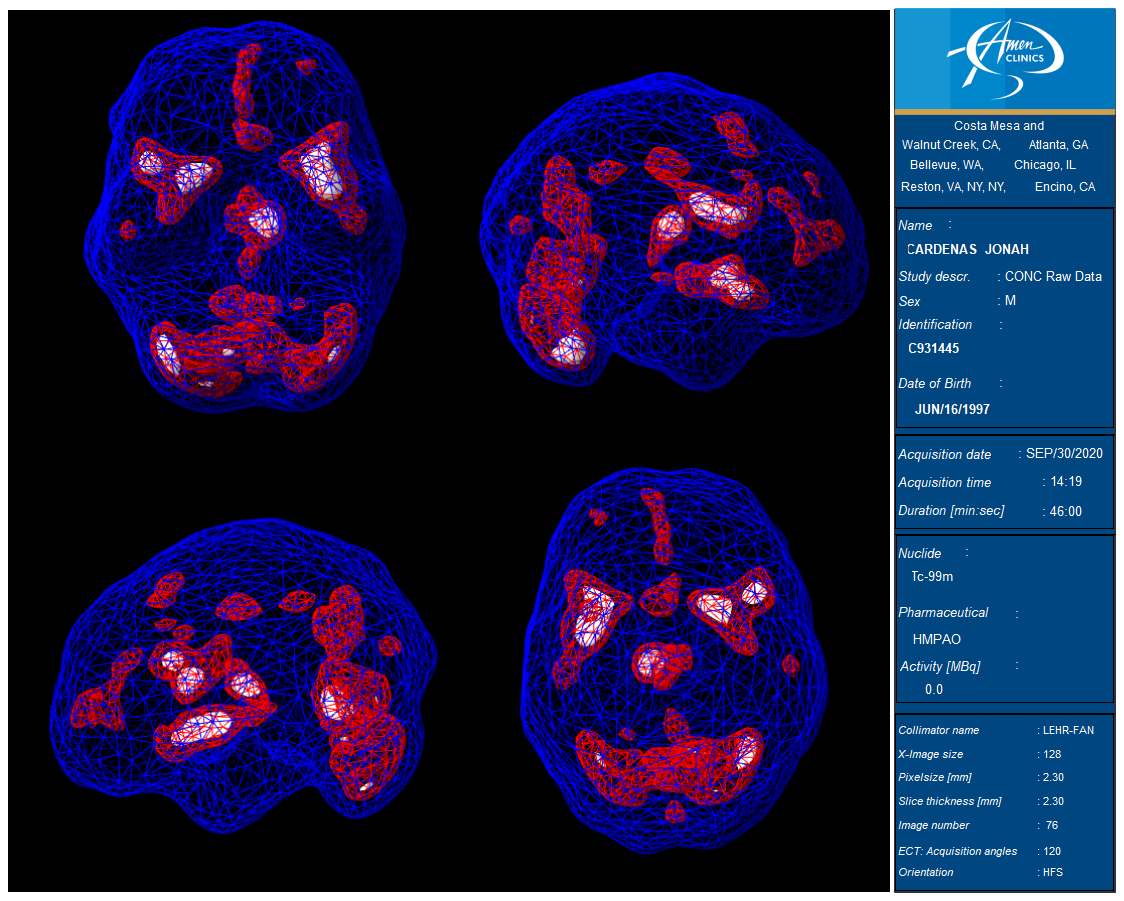 Amen
CLINICS
Costa Mesa and
Walnut Creek, CA, Atlanta, GA
Bellevue, WA, Chicago, IL
Reston, VA, NY, NY, Encino, CA
Name :
CARDENAS JONAH
Study descr. : CONC Raw Data
Sex : M
Identification :
C931445
Date of Birth :
JUN/16/1997
Acquisition date : SEP/30/2020
Acquisition time : 14:19
Duration [min:sec] : 46:00
Nuclide :
Tc-99m
Pharmaceutical :
HMPAO
Activity [MBq] :
0.0
Collimator name : LEHR-FAN
X-Image size : 128
Pixelsize [mm] : 2.30
Slice thickness [mm] : 2.30
Image number : 76
ECT: Acquisition angles : 120
Orientation : HFS